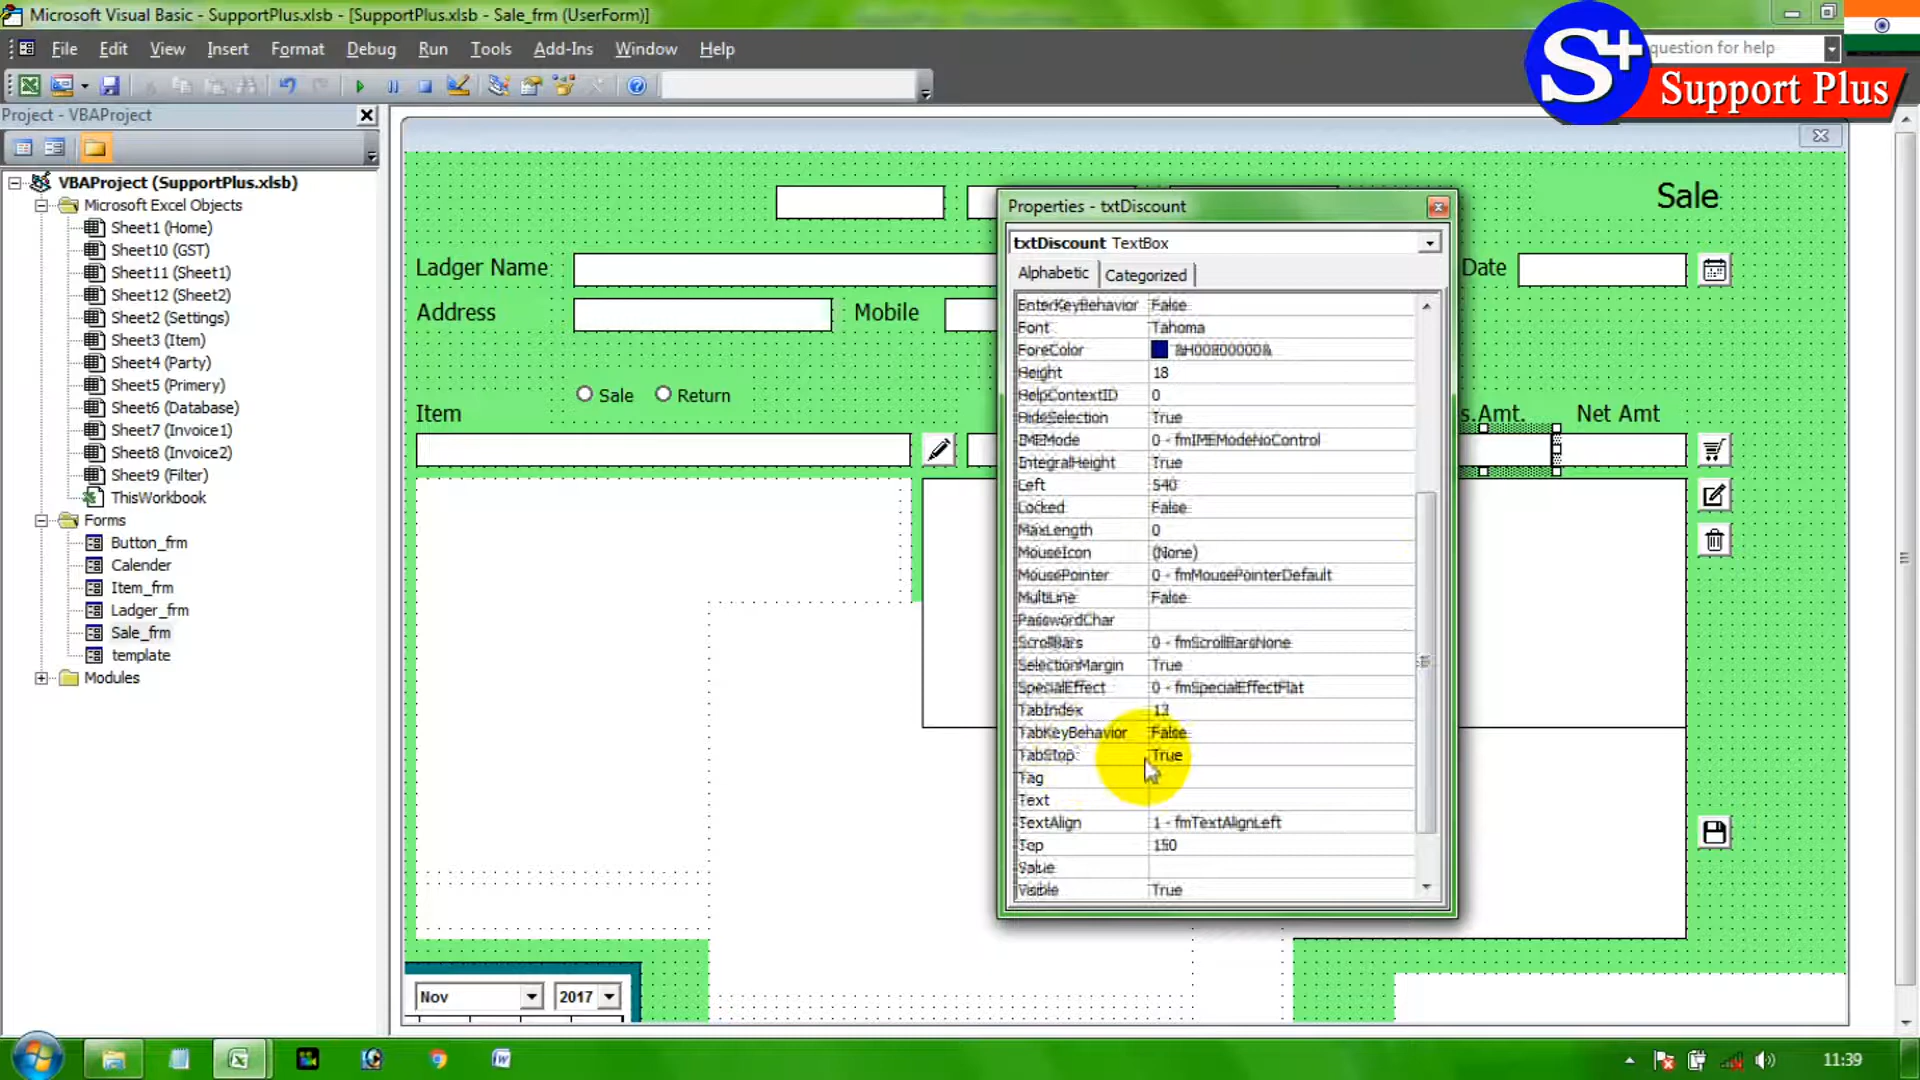 Microsoft Visual Basic - SupportPlus.xlsb - [SupportPlus.xlsb - Sale_frm (UserForm)]
File Edit View Insert Format Debug Run Tools Add-Ins Window Help
question for help
S+
Support Plus
Project - VBAProject
VBAProject (SupportPlus.xlsb)
Microsoft Excel Objects
Sheet1 (Home)
Sheet10 (GST)
Sheet11 (Sheet1)
Sheet12 (Sheet2)
Sheet2 (Settings)
Sheet3 (Item)
Sheet4 (Party)
Sheet5 (Primery)
Sheet6 (Database)
Sheet7 (Invoice1)
Sheet8 (Invoice2)
Sheet9 (Filter)
ThisWorkbook
Forms
Button_frm
Calender
Item_frm
Ladger_frm
Sale_frm
template
Modules
Sale
Ladger Name
Date
Address
Mobile
Sale
Return
Item
s.Amt.
Net Amt
Nov
2017
Properties - txtDiscount
txtDiscount TextBox
Alphabetic
Categorized
EnterKeyBehavior False
Font Tahoma
ForeColor &H00800000&
Height 18
HelpContextID 0
HideSelection True
IMEMode 0 - fmIMEModeNoControl
IntegralHeight True
Left 540
Locked False
MaxLength 0
MouseIcon (None)
MousePointer 0 - fmMousePointerDefault
MultiLine False
PasswordChar
ScrollBars 0 - fmScrollBarsNone
SelectionMargin True
SpecialEffect 0 - fmSpecialEffectFlat
TabIndex
TabKeyBehavior False
TabStop True
Tag
Text
TextAlign 1 - fmTextAlignLeft
Top 150
Value
Visible True
11:39